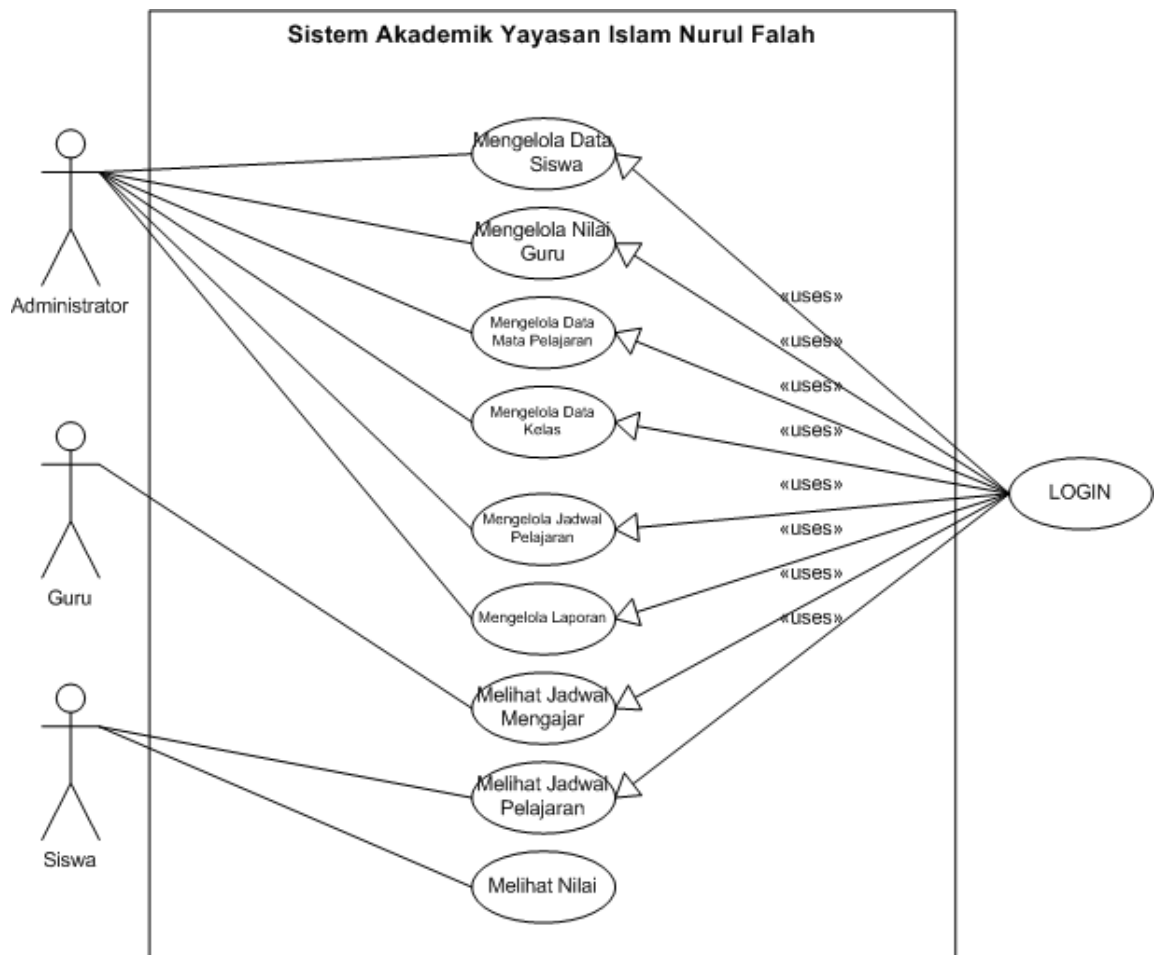 Sistem Akademik Yayasan Islam Nurul Falah
Mengelola Data
Siswa
Mengelola Nilai
Guru
Administrator
«uses»
Mengelola Data
Mata Pelajaran
«uses»
«uses»
Mengelola Data
Kelas
«uses»
«uses»
LOGIN
Mengelola Jadwal
Pelajaran
«uses»
«uses»
Guru
Mengelola Laporan
«uses»
Melihat Jadwal
Mengajar
Melihat Jadwal
Pelajaran
Siswa
Melihat Nilai